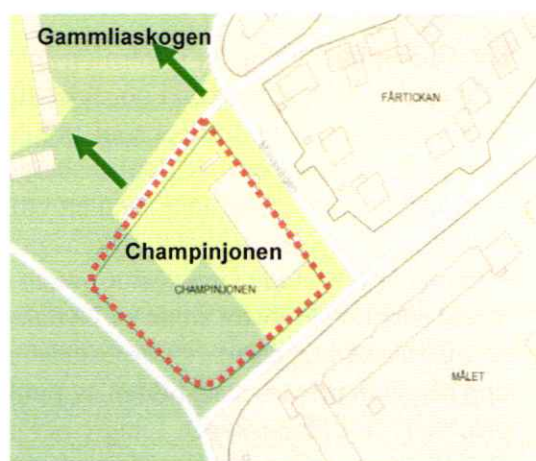 Gammliaskogen
FÅRTICKAN
Champinjonen
CHAMPINJONEN
MÅLET